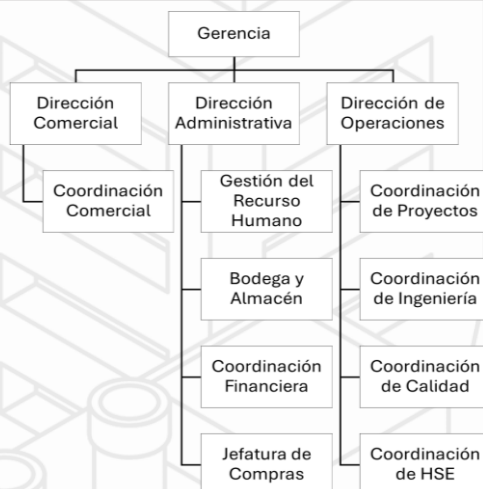 Gerencia
Dirección
Comercial
Coordinación
Comercial
Dirección
Administrativa
Gestión del
Recurso
Humano
Bodega y
Almacén
Coordinación
Financiera
Jefatura de
Compras
Dirección de
Operaciones
Coordinación
de Proyectos
Coordinación
de Ingeniería
Coordinación
de Calidad
Coordinación
de HSE